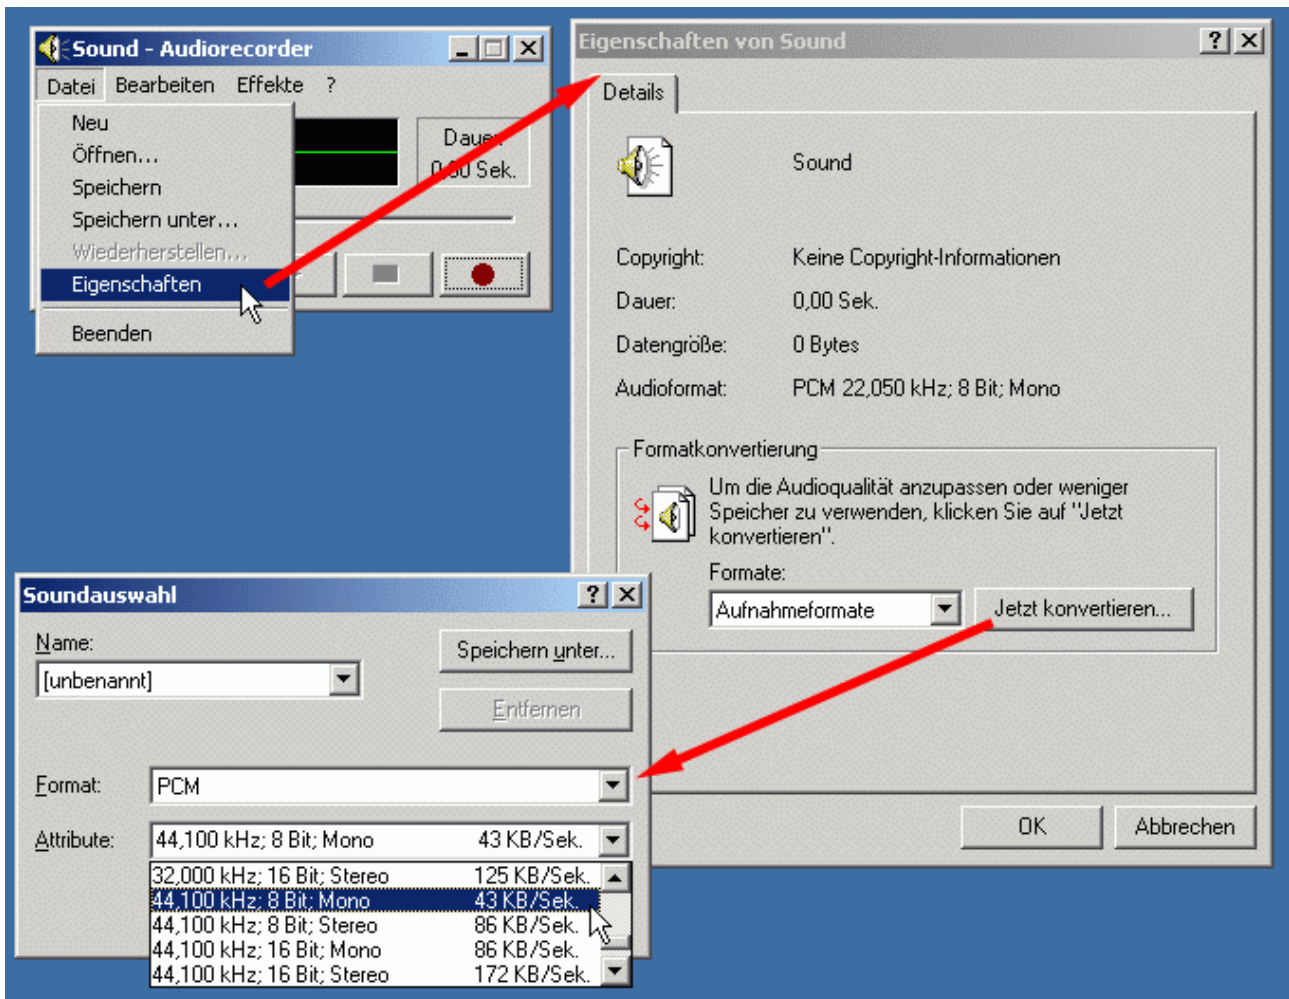 Sound - Audiorecorder
Datei Bearbeiten Effekte ?
Neu
Öffnen...
Speichern
Speichern unter...
Wiederherstellen...
Eigenschaften
Beenden
Dauer:
0,00 Sek.
Eigenschaften von Sound
Details
Sound
Copyright: Keine Copyright-Informationen
Dauer: 0,00 Sek.
Datengröße: 0 Bytes
Audioformat: PCM 22,050 kHz; 8 Bit; Mono
Formatkonvertierung
Um die Audioqualität anzupassen oder weniger
Speicher zu verwenden, klicken Sie auf "Jetzt
konvertieren".
Formate:
Aufnahmeformate Jetzt konvertieren...
OK Abbrechen
Soundauswahl
Name:
[unbenannt] Speichern unter...
Entfernen
Format: PCM
Attribute: 44,100 kHz; 8 Bit; Mono 43 KB/Sek.
32,000 kHz; 16 Bit; Stereo 125 KB/Sek.
44,100 kHz; 8 Bit; Mono 43 KB/Sek.
44,100 kHz; 8 Bit; Stereo 86 KB/Sek.
44,100 kHz; 16 Bit; Mono 86 KB/Sek.
44,100 kHz; 16 Bit; Stereo 172 KB/Sek.